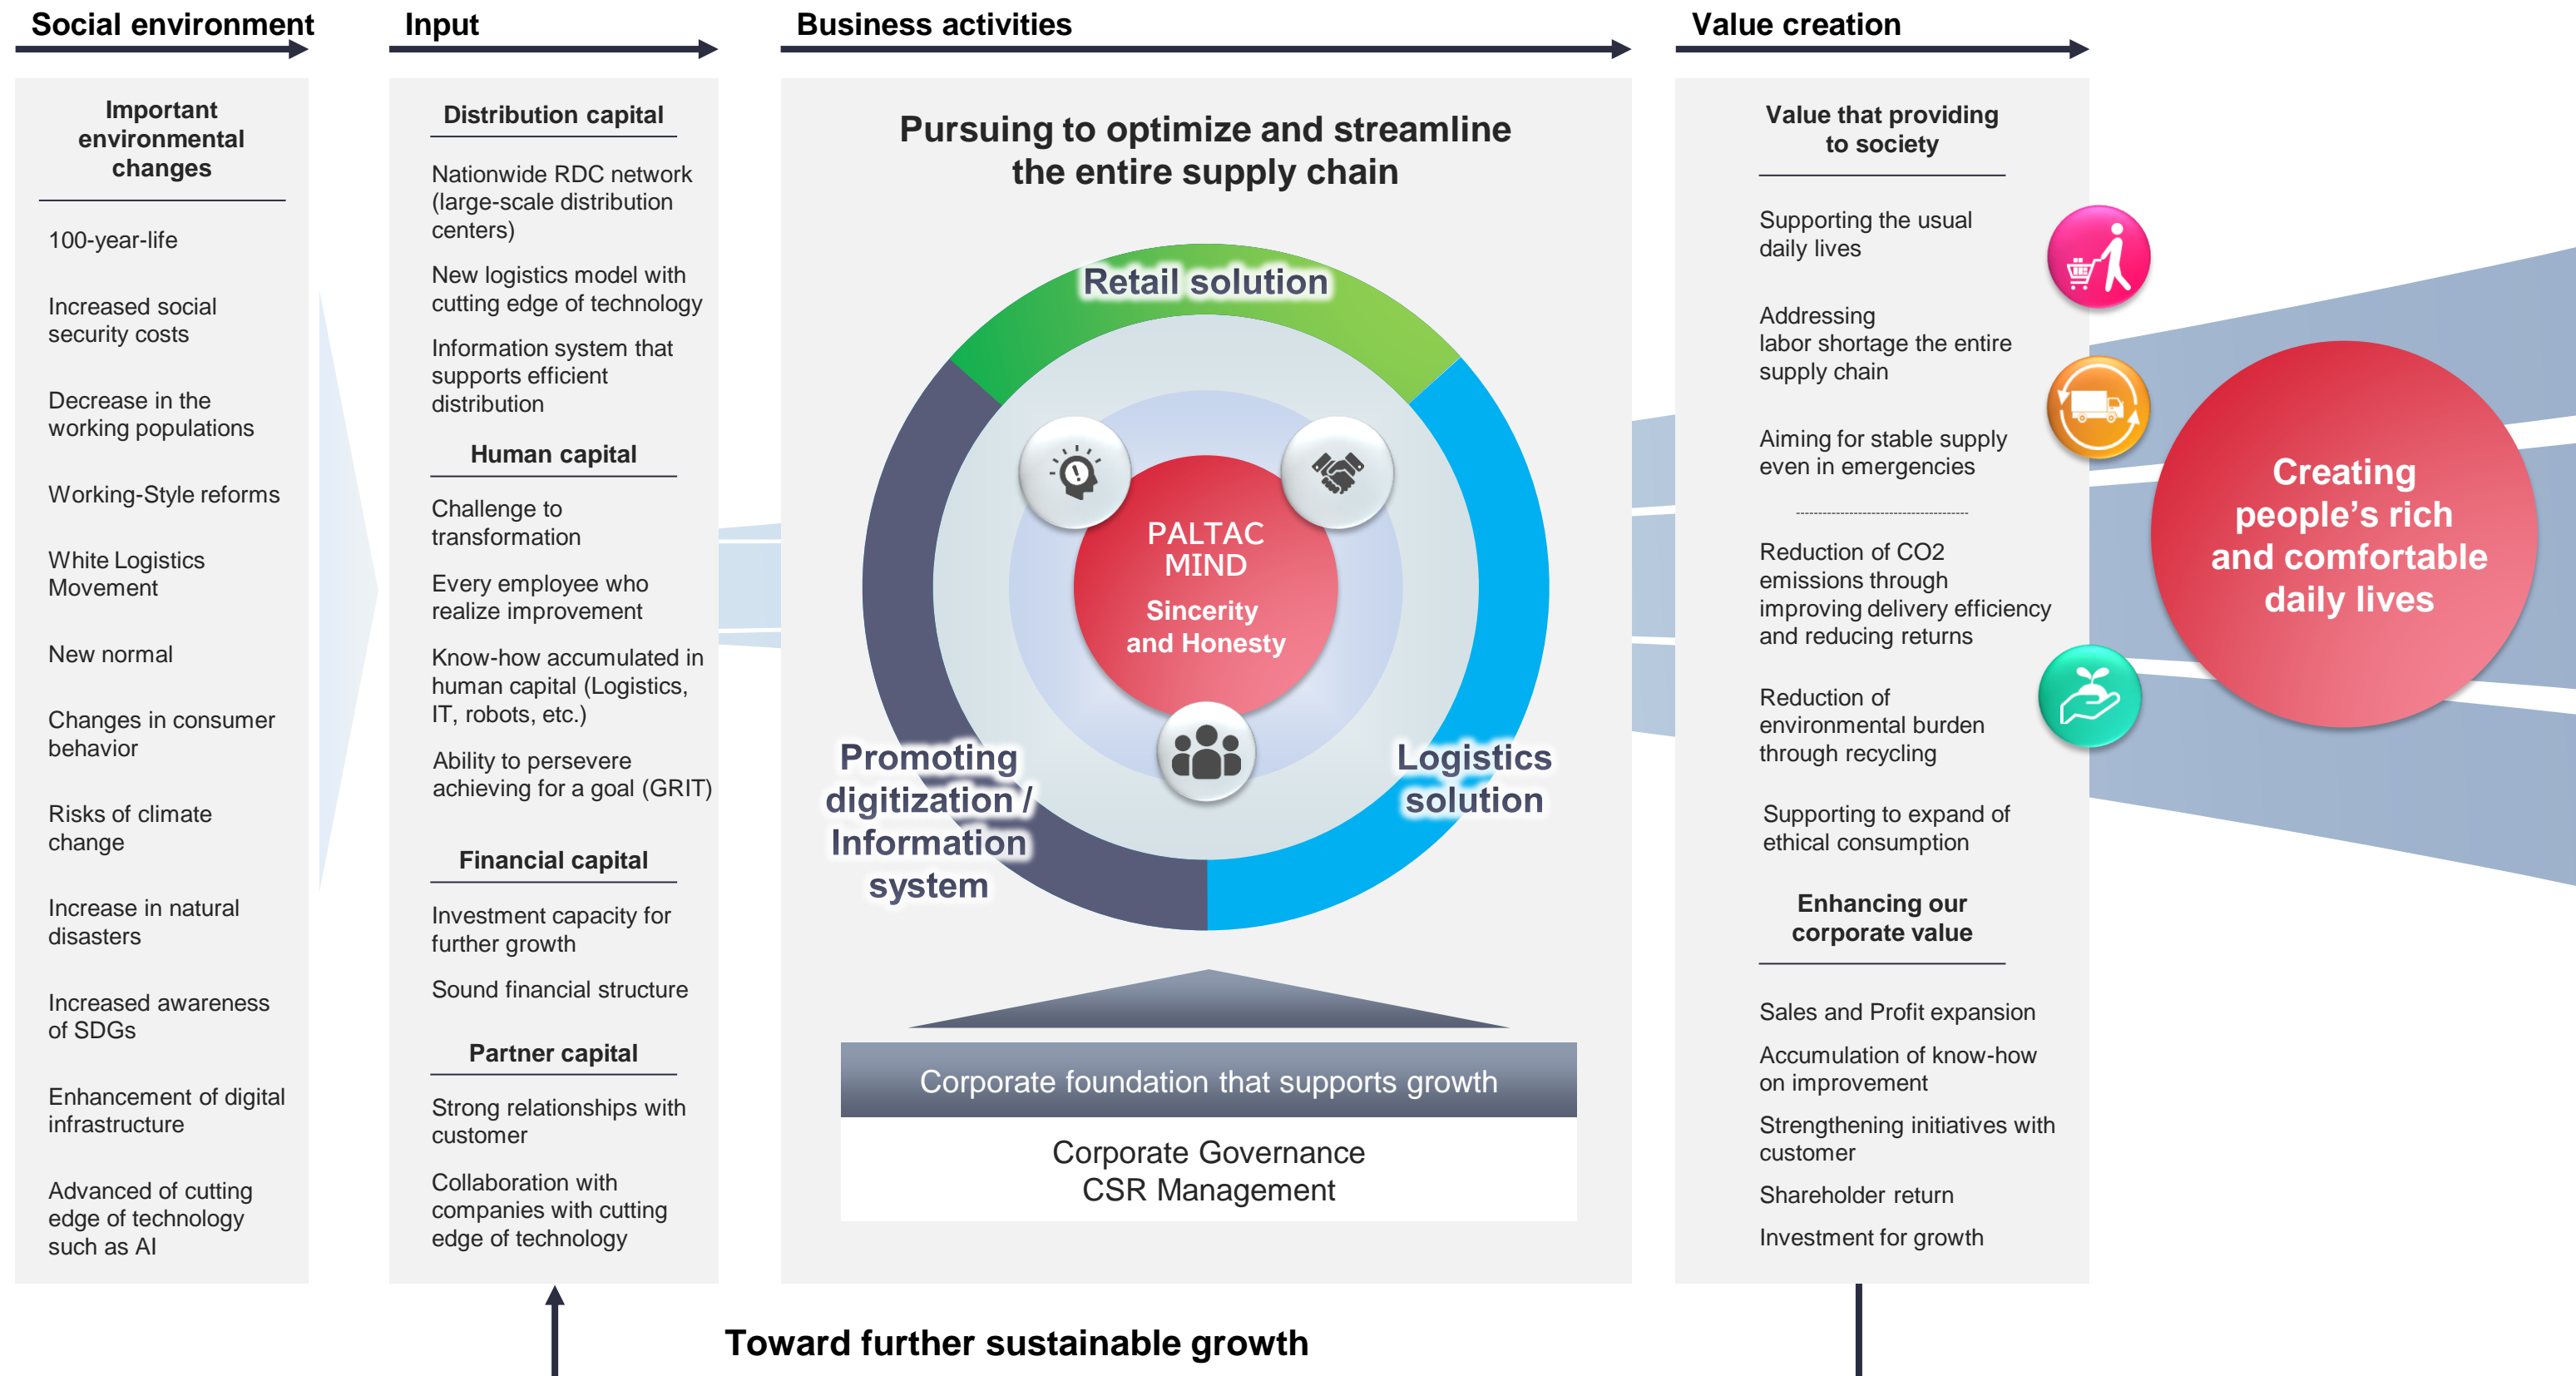 Social environment
Important
environmental
changes
100-year-life
Increased social
security costs
Decrease in the
working populations
Working-Style reforms
White Logistics
Movement
New normal
Changes in consumer
behavior
Risks of climate
change
Increase in natural
disasters
Increased awareness
of SDGs
Enhancement of digital
infrastructure
Advanced of cutting
edge of technology
such as AI
Input
Distribution capital
Nationwide RDC network
(large-scale distribution
centers)
New logistics model with
cutting edge of technology
Information system that
supports efficient
distribution
Human capital
Challenge to
transformation
Every employee who
realize improvement
Know-how accumulated in
human capital (Logistics,
IT, robots, etc.)
Ability to persevere
achieving for a goal (GRIT)
Financial capital
Investment capacity for
further growth
Sound financial structure
Partner capital
Strong relationships with
customer
Collaboration with
companies with cutting
edge of technology
Business activities
Pursuing to optimize and streamline
the entire supply chain
Retail solution
PALTAC
MIND
Sincerity
and Honesty
Promoting
digitization /
Information
system
Logistics
solution
Corporate foundation that supports growth
Corporate Governance
CSR Management
Value creation
Value that providing
to society
Supporting the usual
daily lives
Addressing
labor shortage the entire
supply chain
Aiming for stable supply
even in emergencies
Reduction of CO2
emissions through
improving delivery efficiency
and reducing returns
Reduction of
environmental burden
through recycling
Supporting to expand of
ethical consumption
Enhancing our
corporate value
Sales and Profit expansion
Accumulation of know-how
on improvement
Strengthening initiatives with
customer
Shareholder return
Investment for growth
Creating
people’s rich
and comfortable
daily lives
Toward further sustainable growth